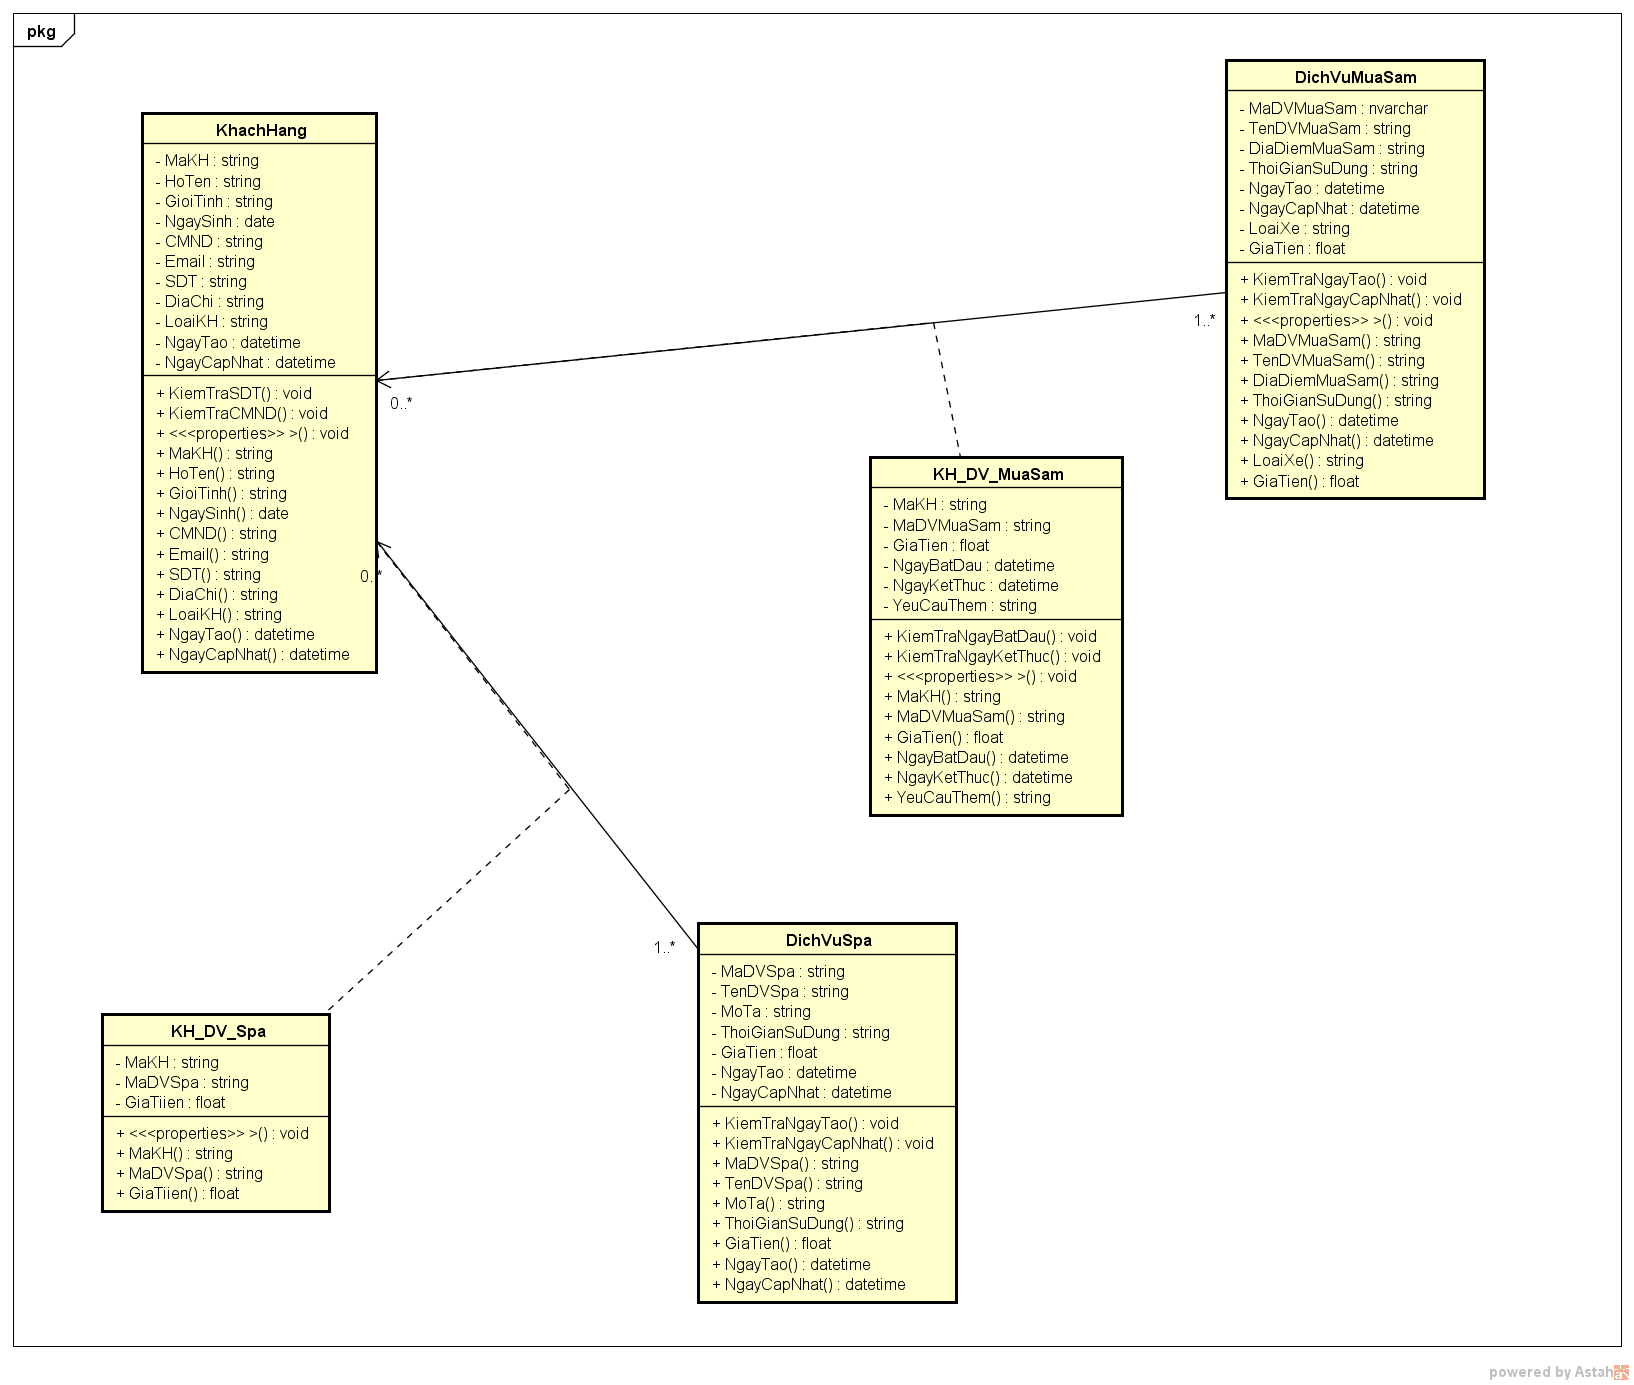 pkg
KhachHang
- MaKH : string
- HoTen : string
- GioiTinh : string
- NgaySinh : date
- CMND : string
- Email : string
- SDT : string
- DiaChi : string
- LoaiKH : string
- NgayTao : datetime
- NgayCapNhat : datetime
+ KiemTraSDT() : void
+ KiemTraCMND() : void
+ <<<properties>> >() : void
+ MaKH() : string
+ HoTen() : string
+ GioiTinh() : string
+ NgaySinh() : date
+ CMND() : string
+ Email() : string
+ SDT() : string
+ DiaChi() : string
+ LoaiKH() : string
+ NgayTao() : datetime
+ NgayCapNhat() : datetime
0..*
0..*
DichVuMuaSam
- MaDVMuaSam : nvarchar
- TenDVMuaSam : string
- DiaDiemMuaSam : string
- ThoiGianSuDung : string
- NgayTao : datetime
- NgayCapNhat : datetime
- LoaiXe : string
- GiaTien : float
+ KiemTraNgayTao() : void
+ KiemTraNgayCapNhat() : void
+ <<<properties>> >() : void
+ MaDVMuaSam() : string
+ TenDVMuaSam() : string
+ DiaDiemMuaSam() : string
+ ThoiGianSuDung() : string
+ NgayTao() : datetime
+ NgayCapNhat() : datetime
+ LoaiXe() : string
+ GiaTien() : float
1..*
KH_DV_MuaSam
- MaKH : string
- MaDVMuaSam : string
- GiaTien : float
- NgayBatDau : datetime
- NgayKetThuc : datetime
- YeuCauThem : string
+ KiemTraNgayBatDau() : void
+ KiemTraNgayKetThuc() : void
+ <<<properties>> >() : void
+ MaKH() : string
+ MaDVMuaSam() : string
+ GiaTien() : float
+ NgayBatDau() : datetime
+ NgayKetThuc() : datetime
+ YeuCauThem() : string
1..*
DichVuSpa
- MaDVSpa : string
- TenDVSpa : string
- MoTa : string
- ThoiGianSuDung : string
- GiaTien : float
- NgayTao : datetime
- NgayCapNhat : datetime
+ KiemTraNgayTao() : void
+ KiemTraNgayCapNhat() : void
+ MaDVSpa() : string
+ TenDVSpa() : string
+ MoTa() : string
+ ThoiGianSuDung() : string
+ GiaTien() : float
+ NgayTao() : datetime
+ NgayCapNhat() : datetime
KH_DV_Spa
- MaKH : string
- MaDVSpa : string
- GiaTiien : float
+ <<<properties>> >() : void
+ MaKH() : string
+ MaDVSpa() : string
+ GiaTiien() : float
powered by Astah